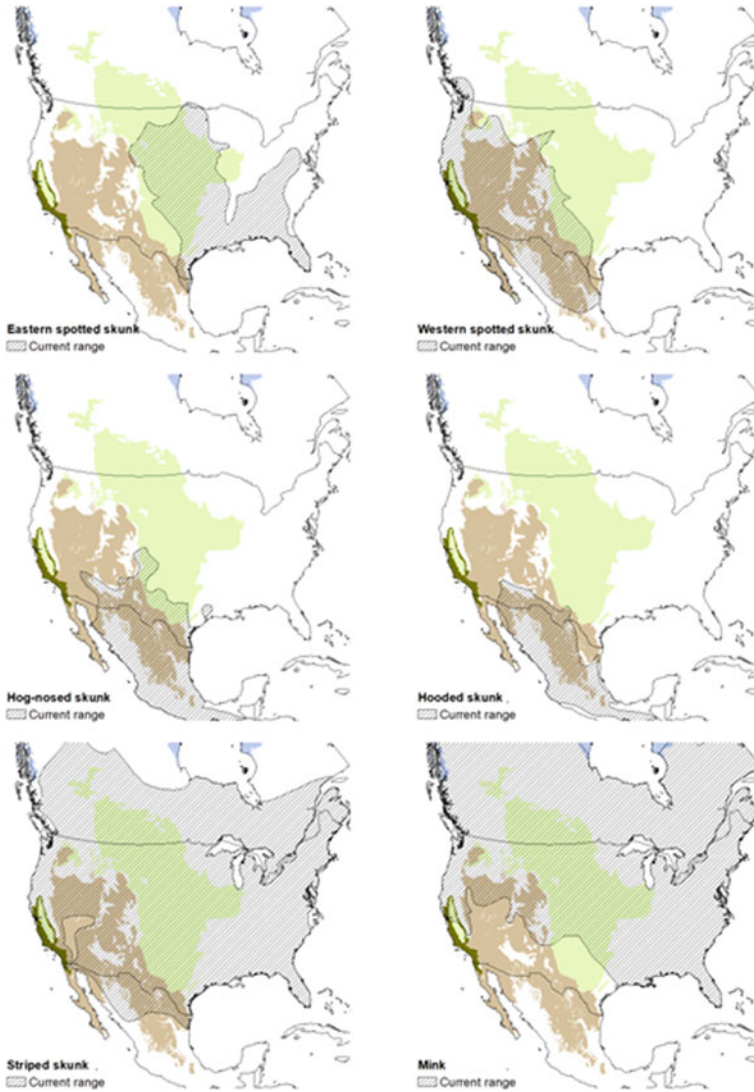 Eastern spotted skunk
Current range
Western spotted skunk
Current range
Hog-nosed skunk
Current range
Hooded skunk
Current range
Striped skunk
Current range
Mink
Current range